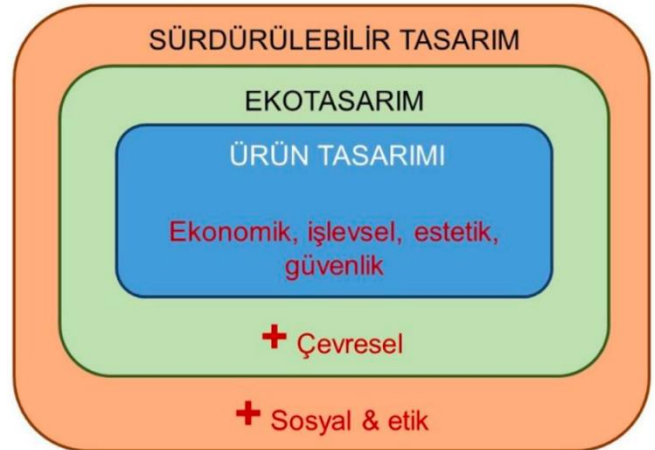 SÜRDÜRÜLEBİLİR TASARIM
EKOTASARIM
ÜRÜN TASARIMI
Ekonomik, işlevsel, estetik,
güvenlik
+ Çevresel
+ Sosyal & etik